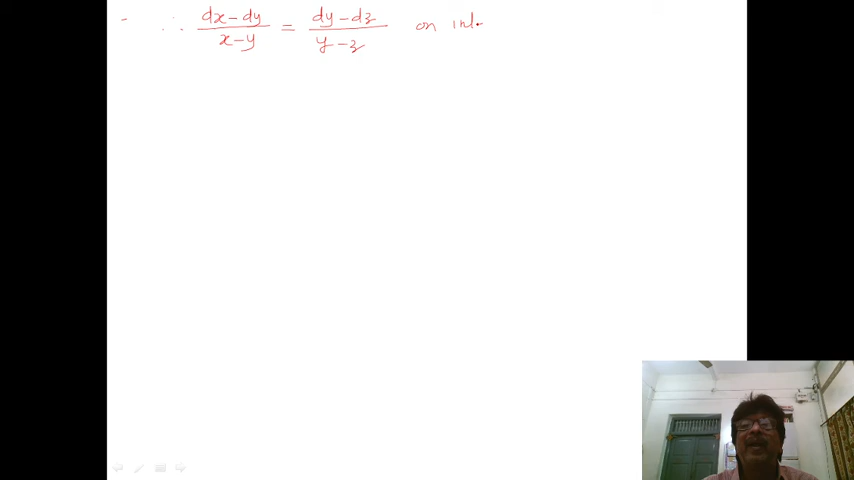 ∴ dx-dy/x-y = dy-dz/y-z on int